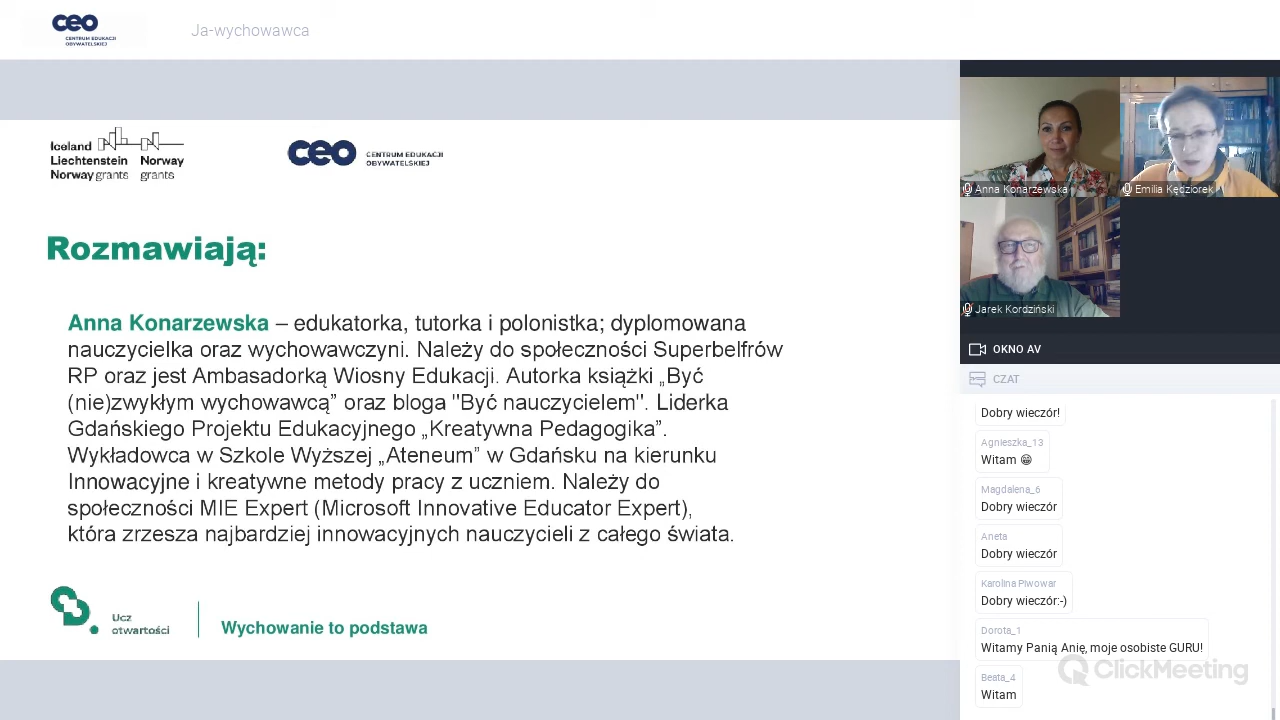 ceo
CENTRUM EDUKACJI
OBYWATELSKIEJ
Ja-wychowawca
Iceland
Liechtenstein Norway
Norway grants grants
ceo CENTRUM EDUKACJI
OBYWATELSKIEJ
Rozmawiają:
Anna Konarzewska – edukatorka, tutorka i polonistka; dyplomowana
nauczycielka oraz wychowawczyni. Należy do społeczności Superbelfrów
RP oraz jest Ambasadorką Wiosny Edukacji. Autorka książki „Być
(nie)zwykłym wychowawcą” oraz bloga "Być nauczycielem". Liderka
Gdańskiego Projektu Edukacyjnego „Kreatywna Pedagogika”.
Wykładowca w Szkole Wyższej „Ateneum” w Gdańsku na kierunku
Innowacyjne i kreatywne metody pracy z uczniem. Należy do
społeczności MIE Expert (Microsoft Innovative Educator Expert),
która zrzesza najbardziej innowacyjnych nauczycieli z całego świata.
Ucz
otwartości
Wychowanie to podstawa
Anna Konarzewska
Emilia Kędziorek
Jarek Kordziński
OKNO AV
CZAT
Dobry wieczór!
Agnieszka_13
Witam 😁
Magdalena_6
Dobry wieczór
Aneta
Dobry wieczór
Karolina Piwowar
Dobry wieczór:-)
Dorota_1
Witamy Panią Anię, moje osobiste GURU!
ClickMeeting
Beata_4
Witam